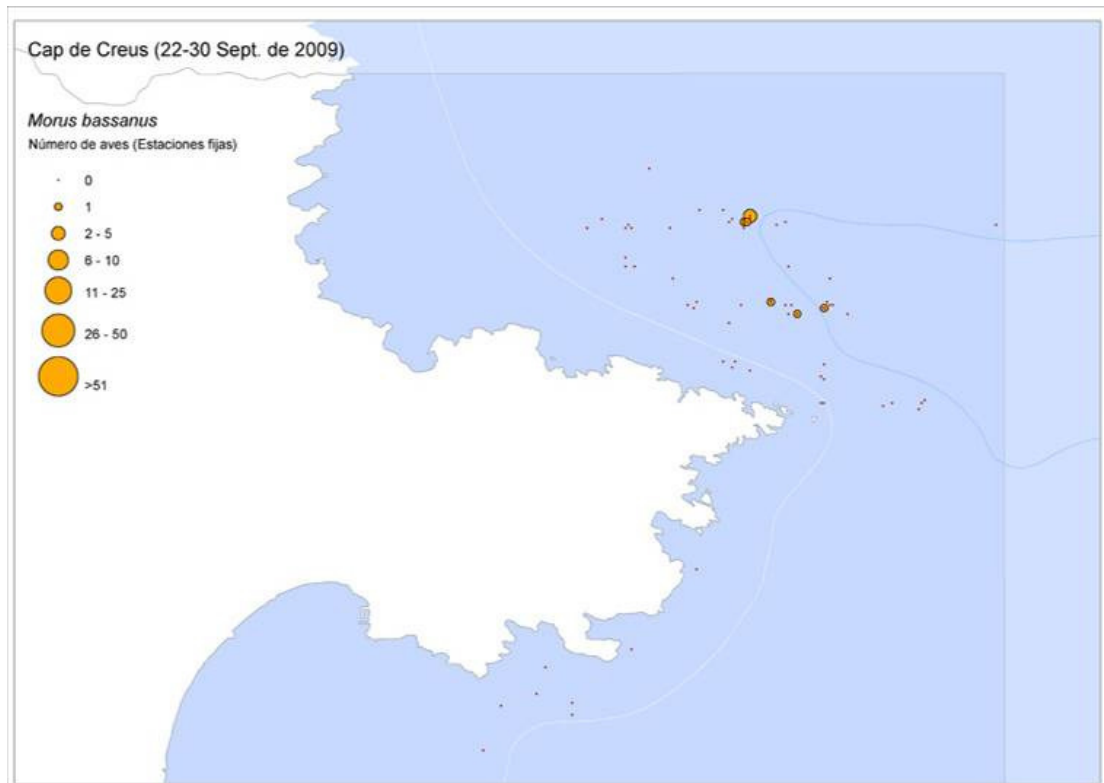 Cap de Creus (22-30 Sept. de 2009)
Morus bassanus
Número de aves (Estaciones fijas)
0
1
2 - 5
6 - 10
11 - 25
26 - 50
>51